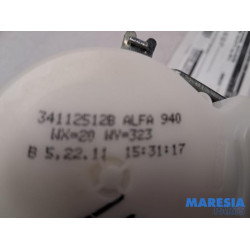 34112512B ALFA 940
WX=20 WY=323
B 5.22.11 15:31:17
MARESIA